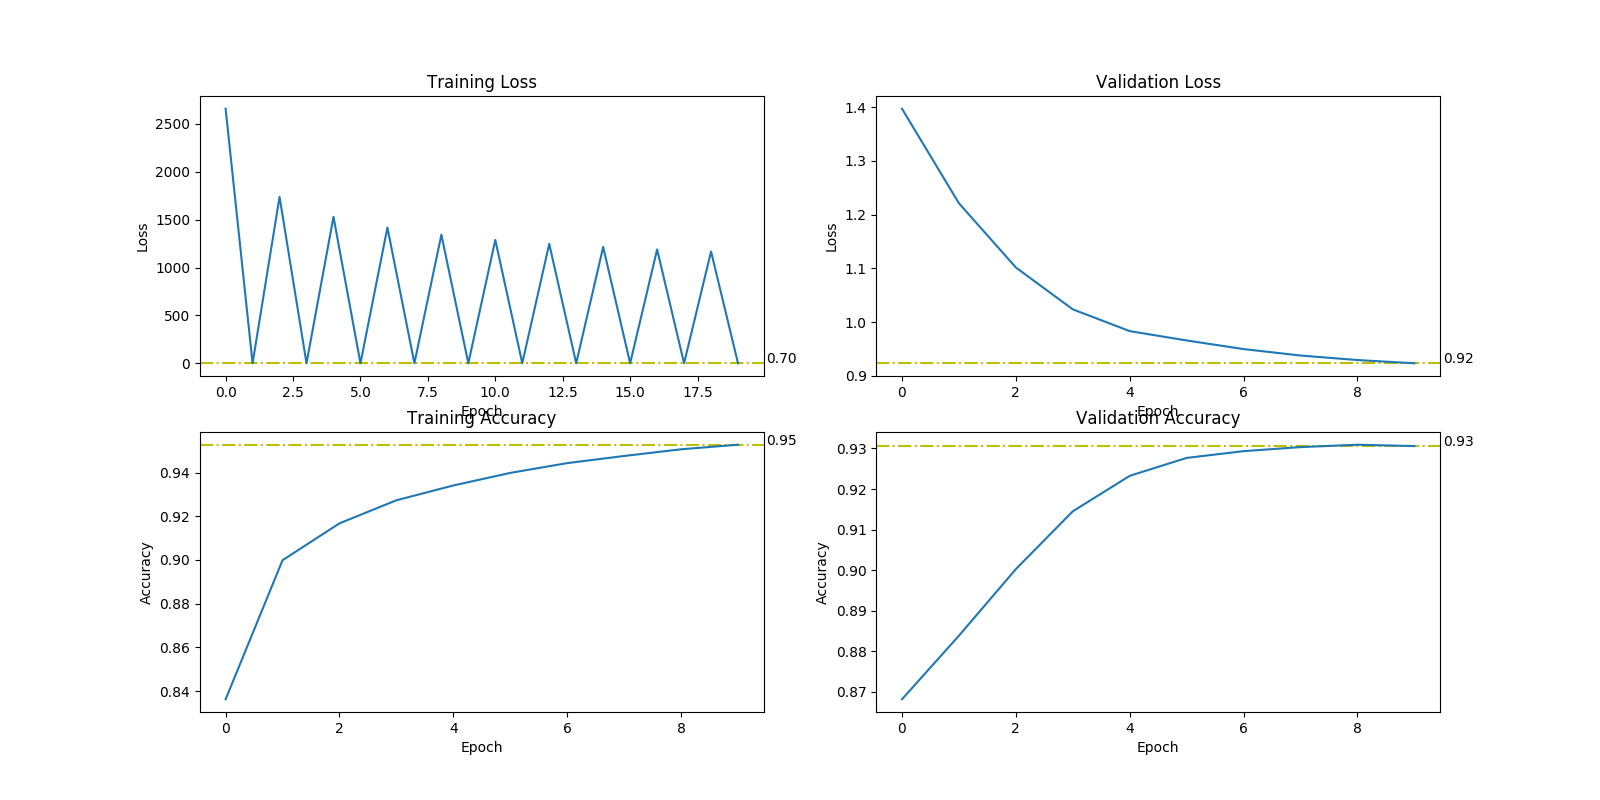 Training Loss
Loss
2500
2000
1500
1000
500
0
0.70
0.0 2.5 5.0 7.5 10.0 12.5 15.0 17.5
Epoch
Validation Loss
Loss
1.4
1.3
1.2
1.1
1.0
0.9
0.92
0 2 4 6 8
Epoch
Training Accuracy
Accuracy
0.94
0.92
0.90
0.88
0.86
0.84
0.95
0 2 4 6 8
Epoch
Validation Accuracy
Accuracy
0.93
0.92
0.91
0.90
0.89
0.88
0.87
0.93
0 2 4 6 8
Epoch